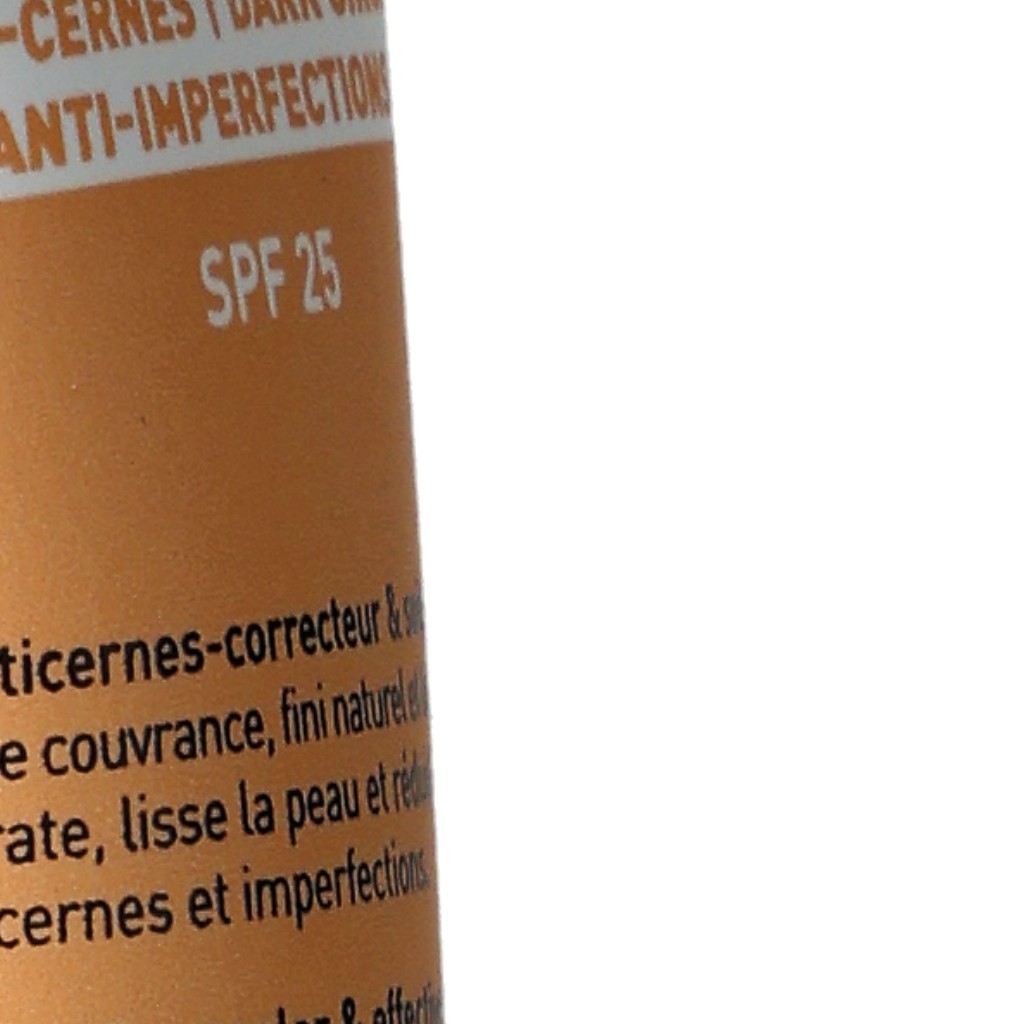 -CERNES | DARK
ANTI-IMPERFECTIONS
SPF 25
ticernes-correcteur &
e couvrance, fini naturel et
rate, lisse la peau et
cernes et imperfections.
& effective